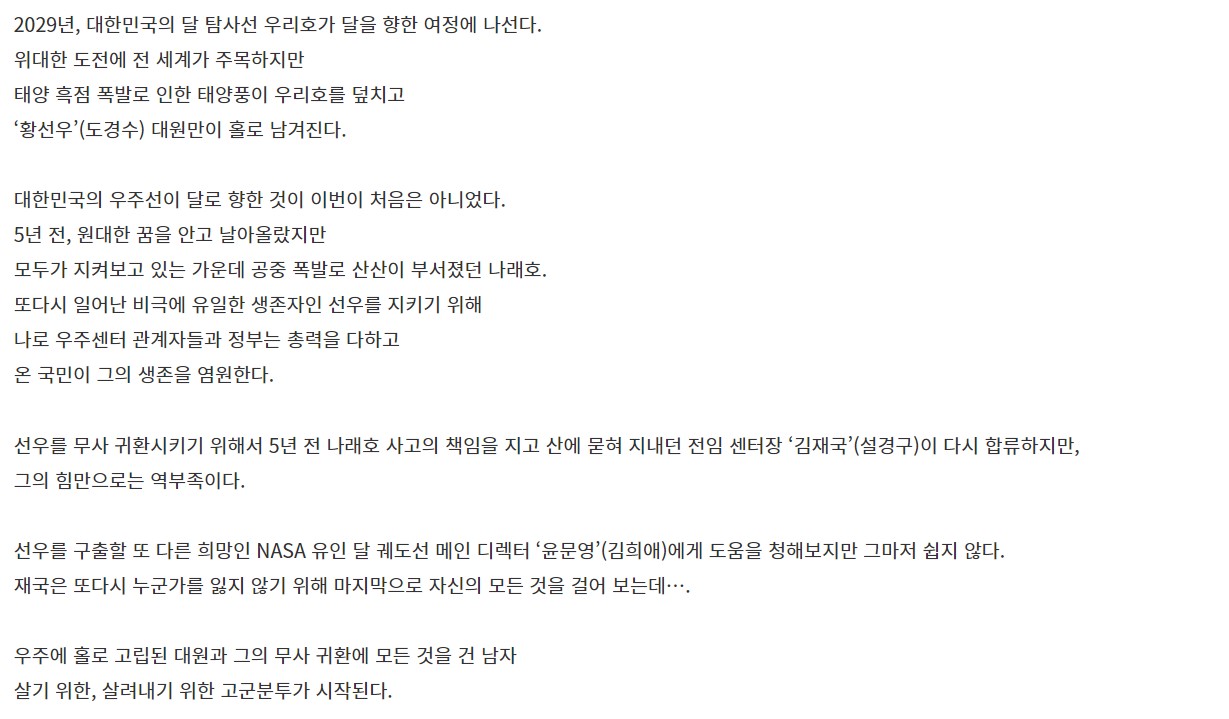 2029년, 대한민국의 달 탐사선 우리호가 달을 향한 여정에 나선다.
위대한 도전에 전 세계가 주목하지만
태양 흑점 폭발로 인한 태양풍이 우리호를 덮치고
‘황선우’(도경수) 대원만이 홀로 남겨진다.
대한민국의 우주선이 달로 향한 것이 이번이 처음은 아니었다.
5년 전, 원대한 꿈을 안고 날아올랐지만
모두가 지켜보고 있는 가운데 공중 폭발로 산산이 부서졌던 나래호.
또다시 일어난 비극에 유일한 생존자인 선우를 지키기 위해
나로 우주센터 관계자들과 정부는 총력을 다하고
온 국민이 그의 생존을 염원한다.
선우를 무사 귀환시키기 위해서 5년 전 나래호 사고의 책임을 지고 산에 묻혀 지내던 전임 센터장 ‘김재국’(설경구)이 다시 합류하지만,
그의 힘만으로는 역부족이다.
선우를 구출할 또 다른 희망인 NASA 유인 달 궤도선 메인 디렉터 ‘윤문영’(김희애)에게 도움을 청해보지만 그마저 쉽지 않다.
재국은 또다시 누군가를 잃지 않기 위해 마지막으로 자신의 모든 것을 걸어 보는데….
우주에 홀로 고립된 대원과 그의 무사 귀환에 모든 것을 건 남자
살기 위한, 살려내기 위한 고군분투가 시작된다.